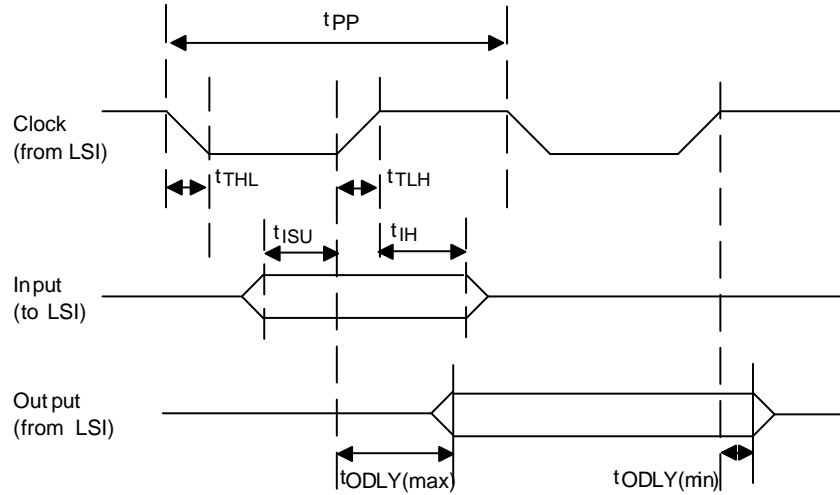 tPP
Clock
(from LSI)
tTHL
tTLH
tISU
tIH
Input
(to LSI)
Output
(from LSI)
tODLY(max)
tODLY(min)